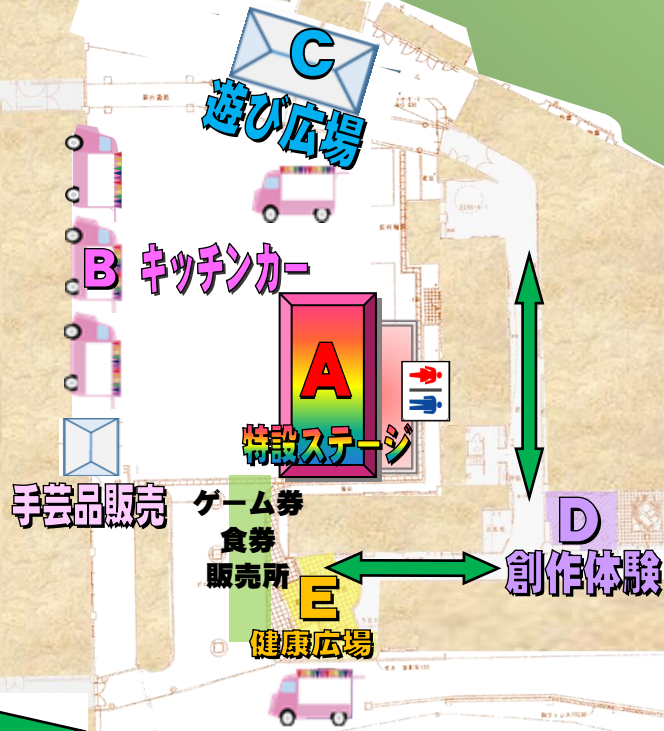 C
遊び広場
B キッチンカー
A
特設ステージ
手芸品販売
ゲーム券
食券
販売所
D
創作体験
E
健康広場